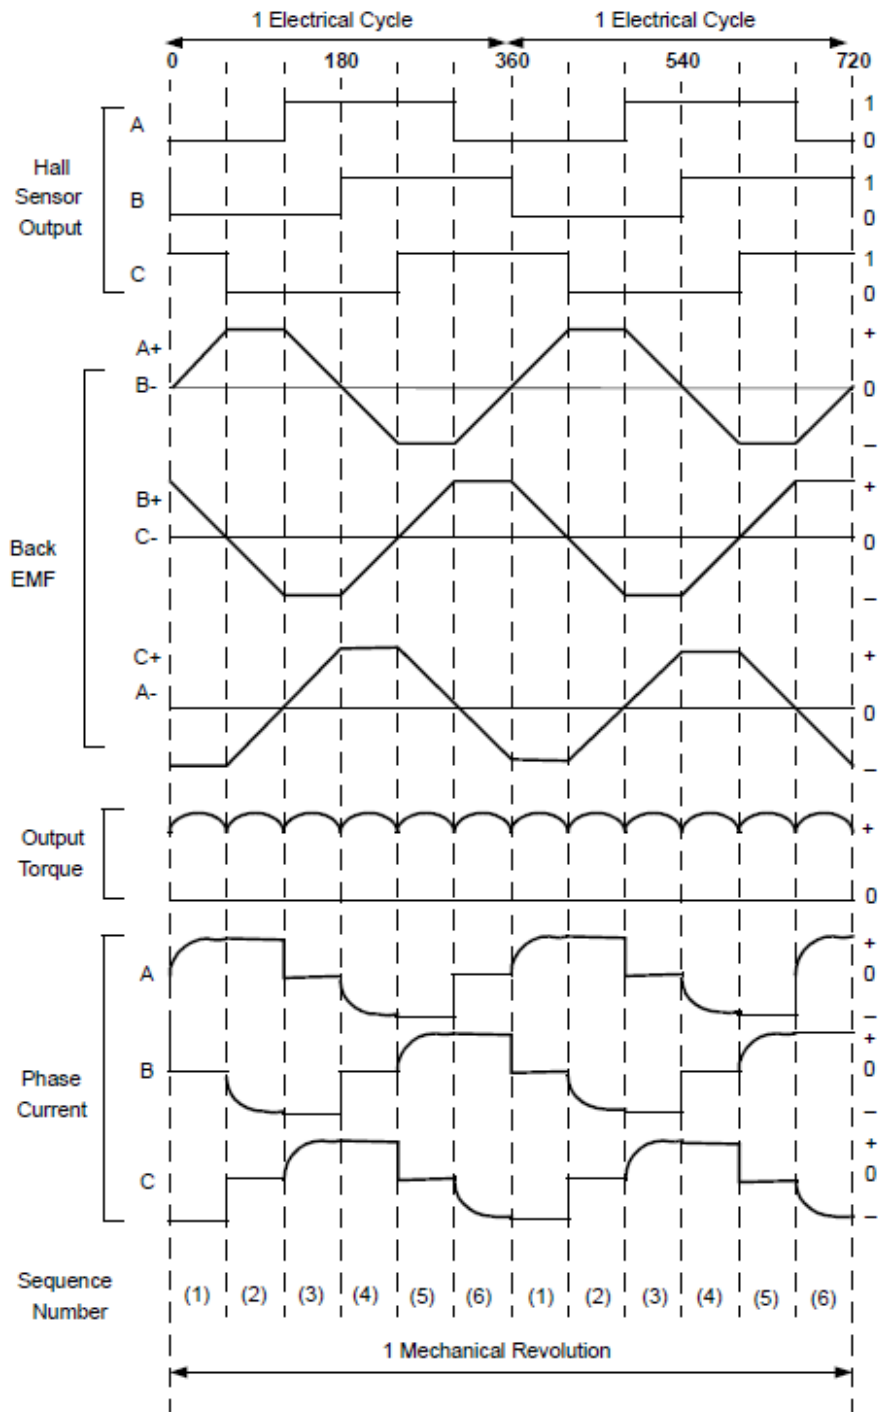 1 Electrical Cycle 1 Electrical Cycle
0 180 360 540 720
A 1
0
Hall
Sensor
Output
B 1
0
C 1
0
A+ +
B- 0
–
B+ +
C- 0
–
Back
EMF
C+ +
A- 0
–
Output
Torque
+
0
A +
0
–
Phase
Current
B +
0
–
C +
0
–
Sequence
Number
(1) (2) (3) (4) (5) (6) (1) (2) (3) (4) (5) (6)
1 Mechanical Revolution